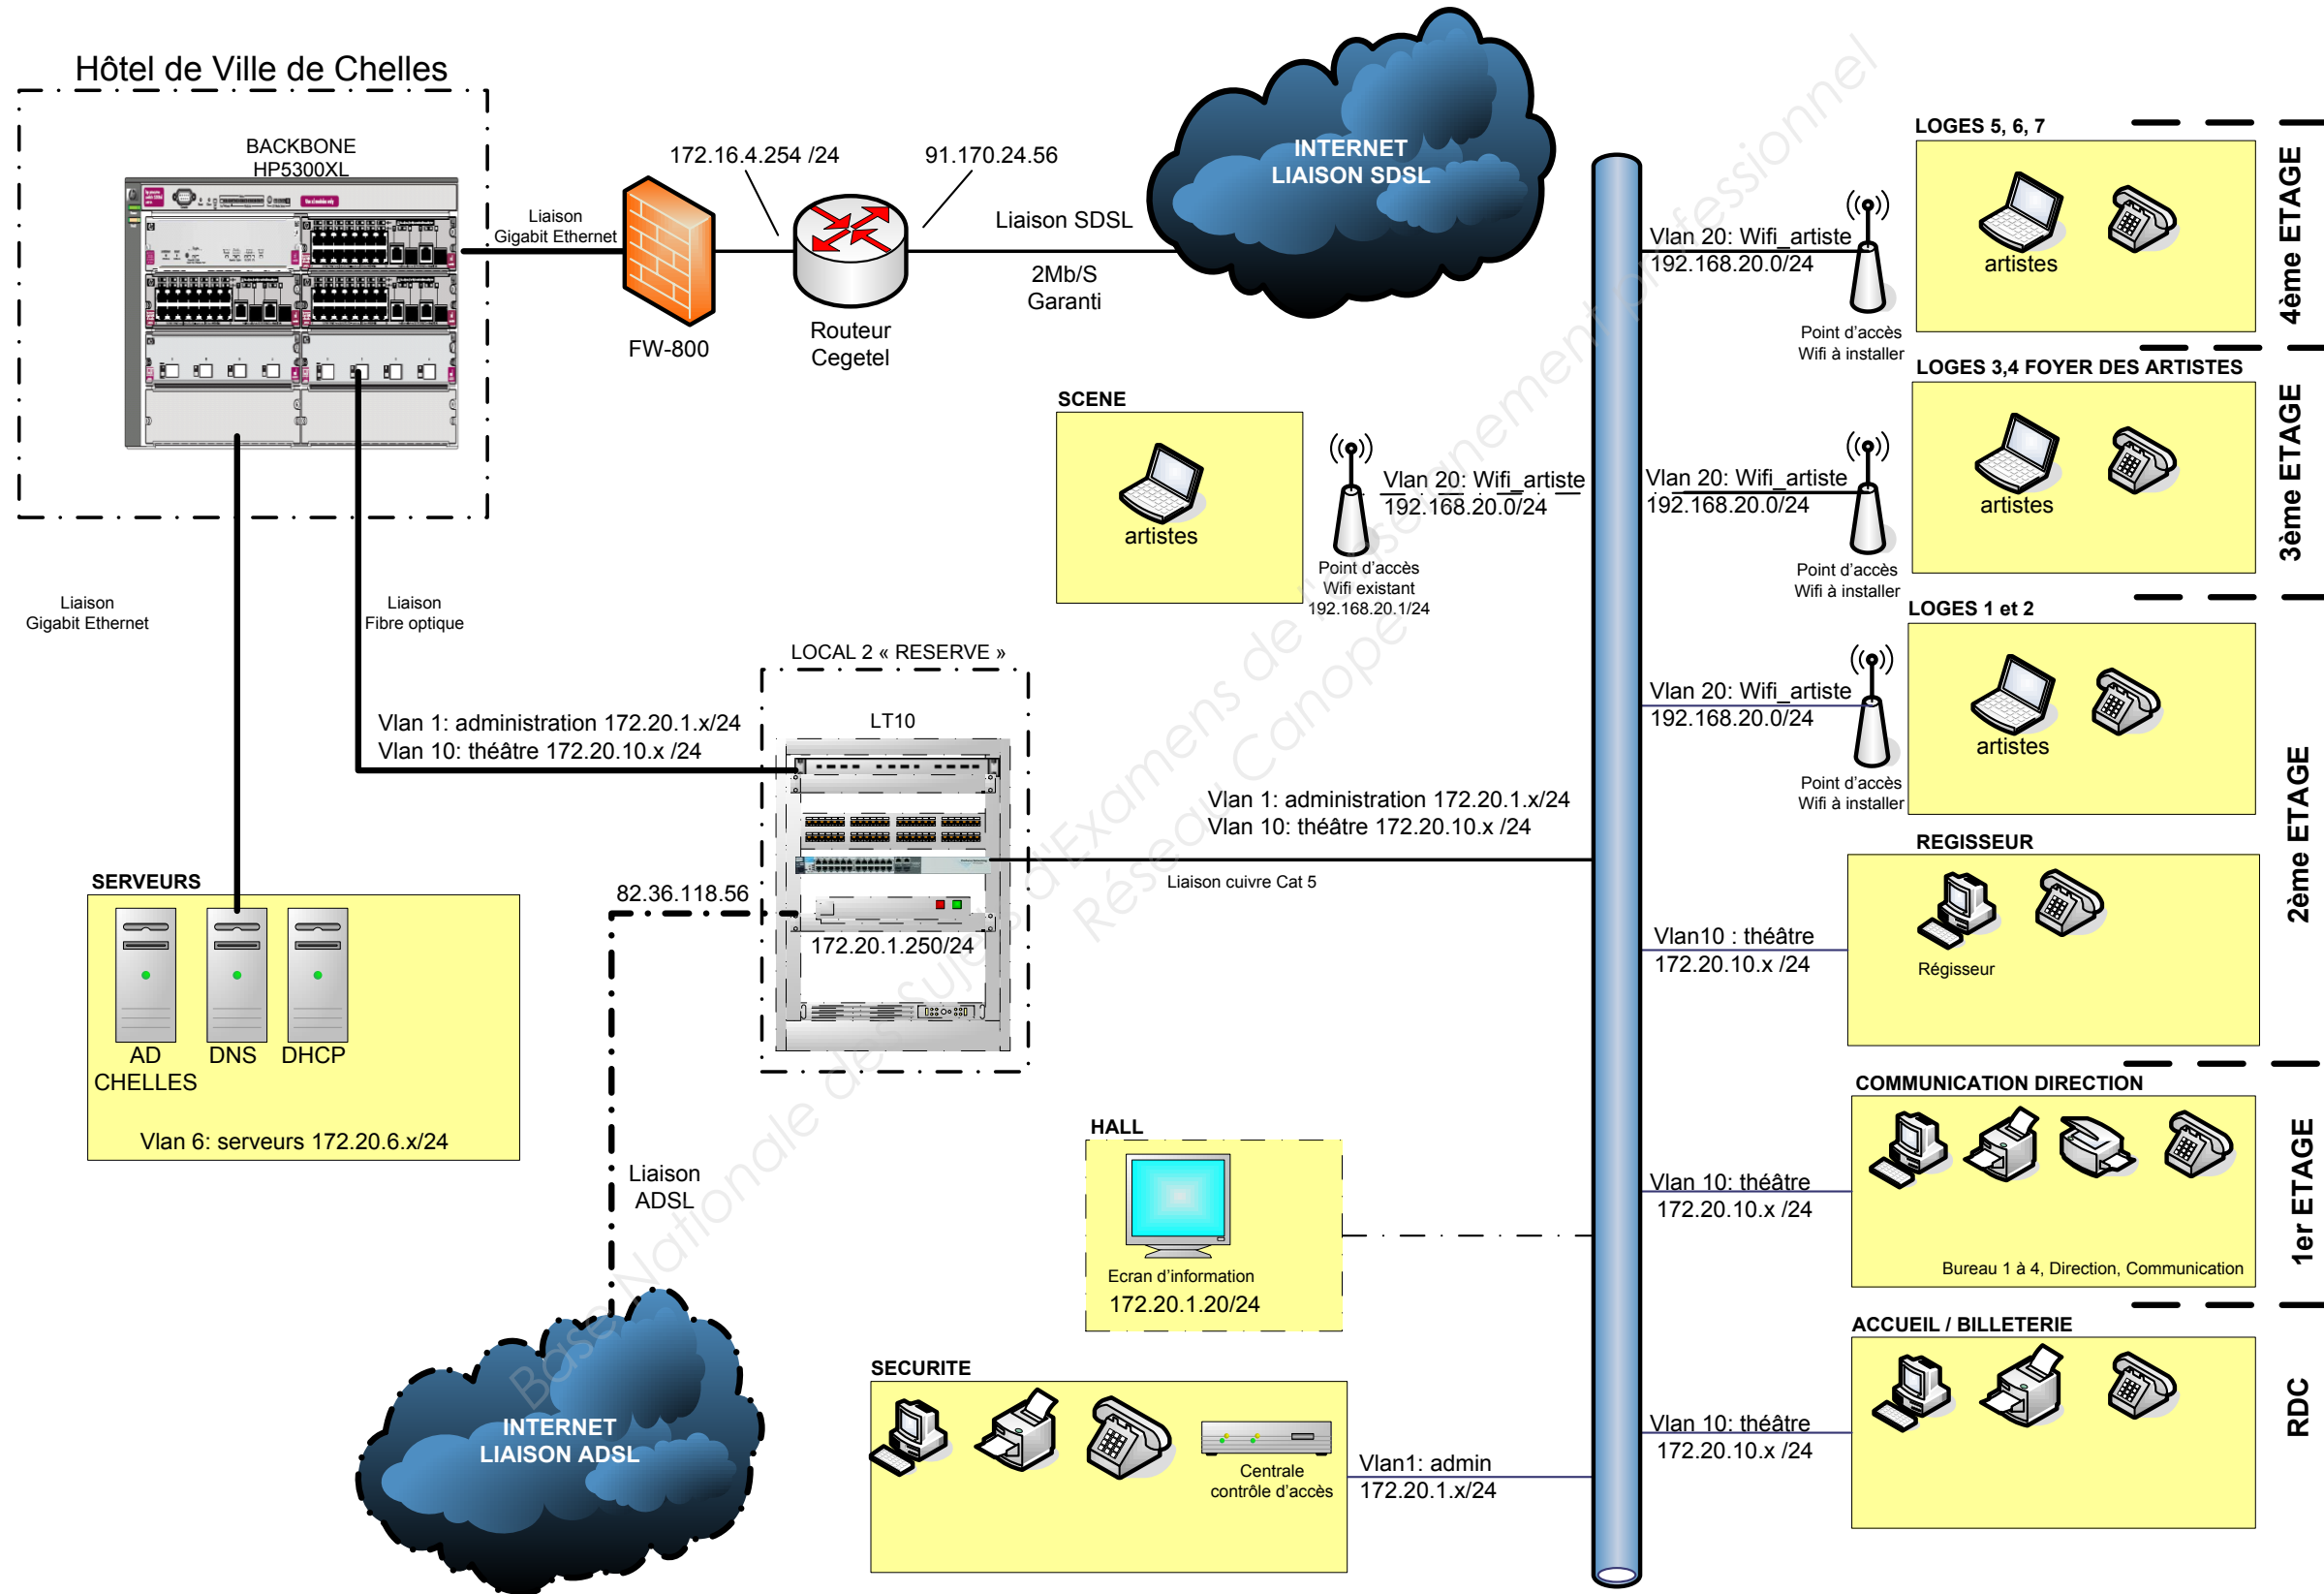 Hôtel de Ville de Chelles
BACKBONE
HP5300XL
Liaison
Gigabit Ethernet
172.16.4.254 /24
91.170.24.56
FW-800
Routeur
Cegetel
Liaison SDSL
2Mb/S
Garanti
INTERNET
LIAISON SDSL
Liaison
Gigabit Ethernet
Liaison
Fibre optique
SERVEURS
AD
CHELLES
DNS
DHCP
Vlan 6: serveurs 172.20.6.x/24
Vlan 1: administration 172.20.1.x/24
Vlan 10: théâtre 172.20.10.x /24
LOCAL 2 « RESERVE »
LT10
172.20.1.250/24
82.36.118.56
Liaison
ADSL
INTERNET
LIAISON ADSL
Vlan 1: administration 172.20.1.x/24
Vlan 10: théâtre 172.20.10.x /24
Liaison cuivre Cat 5
SCENE
artistes
Point d'accès
Wifi existant
192.168.20.1/24
Vlan 20: Wifi_artiste
192.168.20.0/24
HALL
Ecran d'information
172.20.1.20/24
SECURITE
Centrale
contrôle d'accès
Vlan1: admin
172.20.1.x/24
LOGES 5, 6, 7
artistes
Vlan 20: Wifi_artiste
192.168.20.0/24
Point d'accès
Wifi à installer
4ème ETAGE
LOGES 3,4 FOYER DES ARTISTES
artistes
Vlan 20: Wifi_artiste
192.168.20.0/24
Point d'accès
Wifi à installer
3ème ETAGE
LOGES 1 et 2
artistes
Vlan 20: Wifi_artiste
192.168.20.0/24
Point d'accès
Wifi à installer
REGISSEUR
Régisseur
Vlan10 : théâtre
172.20.10.x /24
2ème ETAGE
COMMUNICATION DIRECTION
Vlan 10: théâtre
172.20.10.x /24
Bureau 1 à 4, Direction, Communication
1er ETAGE
ACCUEIL / BILLETERIE
Vlan 10: théâtre
172.20.10.x /24
RDC
Base Nationale des Sujets d'Examens de l'enseignement professionnel
Réseau Canopé